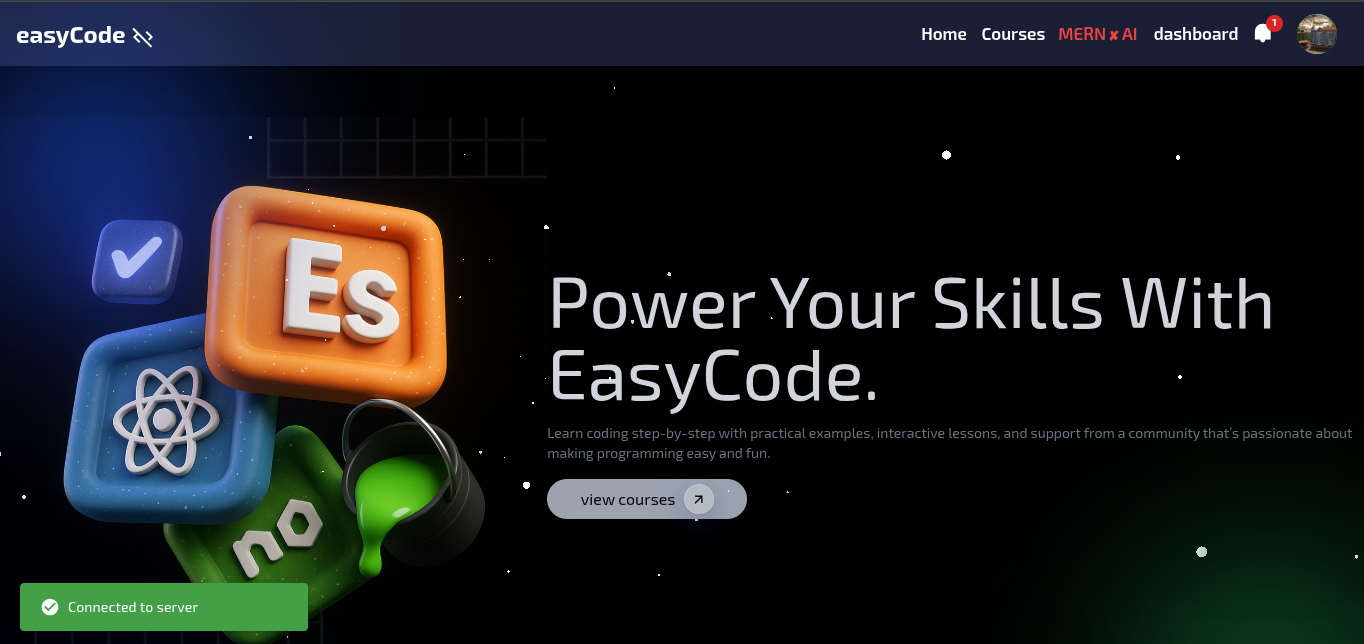 easyCode
Home Courses MERN ✘ AI dashboard 1
Es
Power Your Skills With
EasyCode.
Learn coding step-by-step with practical examples, interactive lessons, and support from a community that's passionate about
making programming easy and fun.
view courses
no
Connected to server